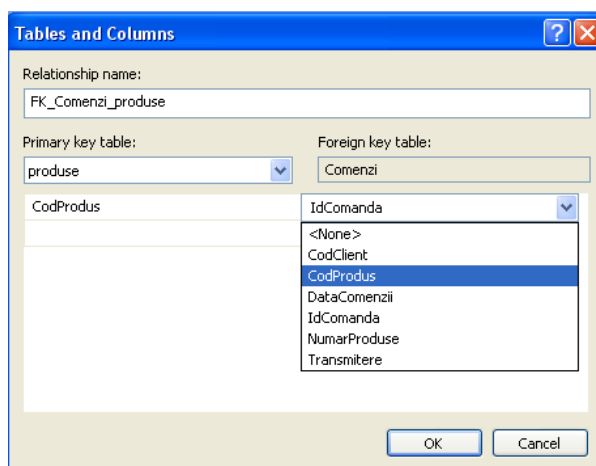 Tables and Columns
Relationship name:
FK_Comenzi_produse
Primary key table:
Foreign key table:
produse
Comenzi
CodProdus
IdComanda
<None>
CodClient
CodProdus
DataComenzii
IdComanda
NumarProduse
Transmitere
OK
Cancel